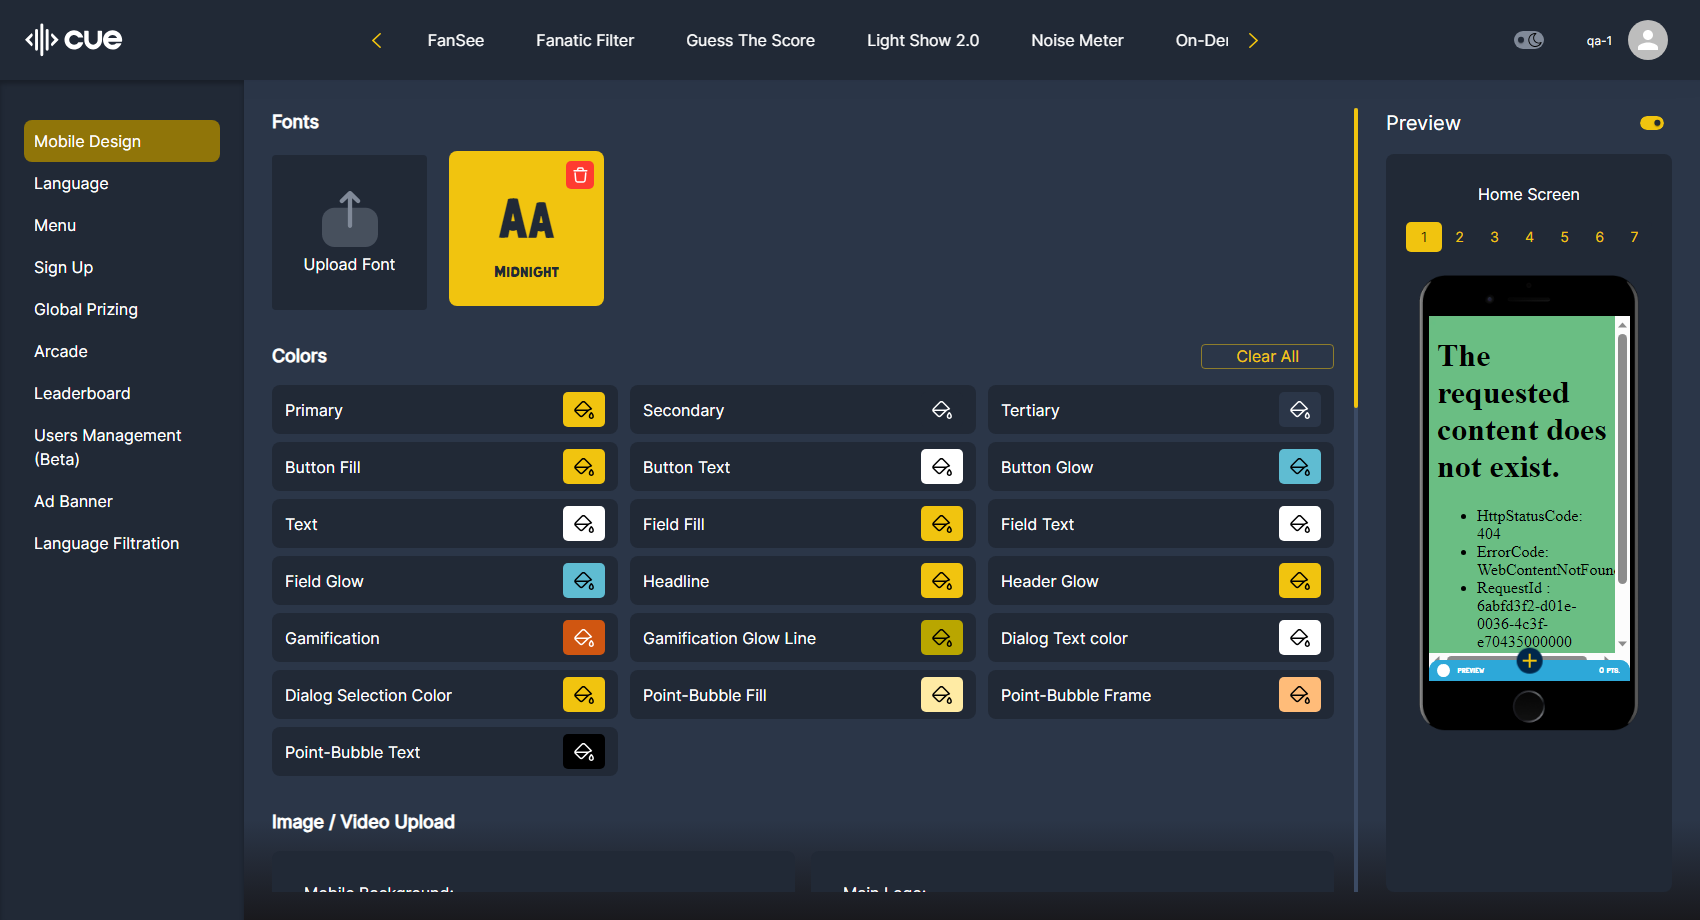 cue
FanSee
Fanatic Filter
Guess The Score
Light Show 2.0
Noise Meter
On-De
qa-1
Mobile Design
Language
Menu
Sign Up
Global Prizing
Arcade
Leaderboard
Users Management
(Beta)
Ad Banner
Language Filtration
Fonts
Upload Font
AA
MIDNIGHT
Colors
Clear All
Primary
Secondary
Tertiary
Button Fill
Button Text
Button Glow
Text
Field Fill
Field Text
Field Glow
Headline
Header Glow
Gamification
Gamification Glow Line
Dialog Text color
Dialog Selection Color
Point-Bubble Fill
Point-Bubble Frame
Point-Bubble Text
Image / Video Upload
Mobile Background:
Main Logo:
Preview
Home Screen
1 2 3 4 5 6 7
The
requested
content does
not exist.
• HttpStatusCode:
404
• ErrorCode:
WebContentNotFoun
• RequestId :
6abfd3f2-d01e-
0036-4c3f-
e70435000000
PREVIEW
0 PTS.